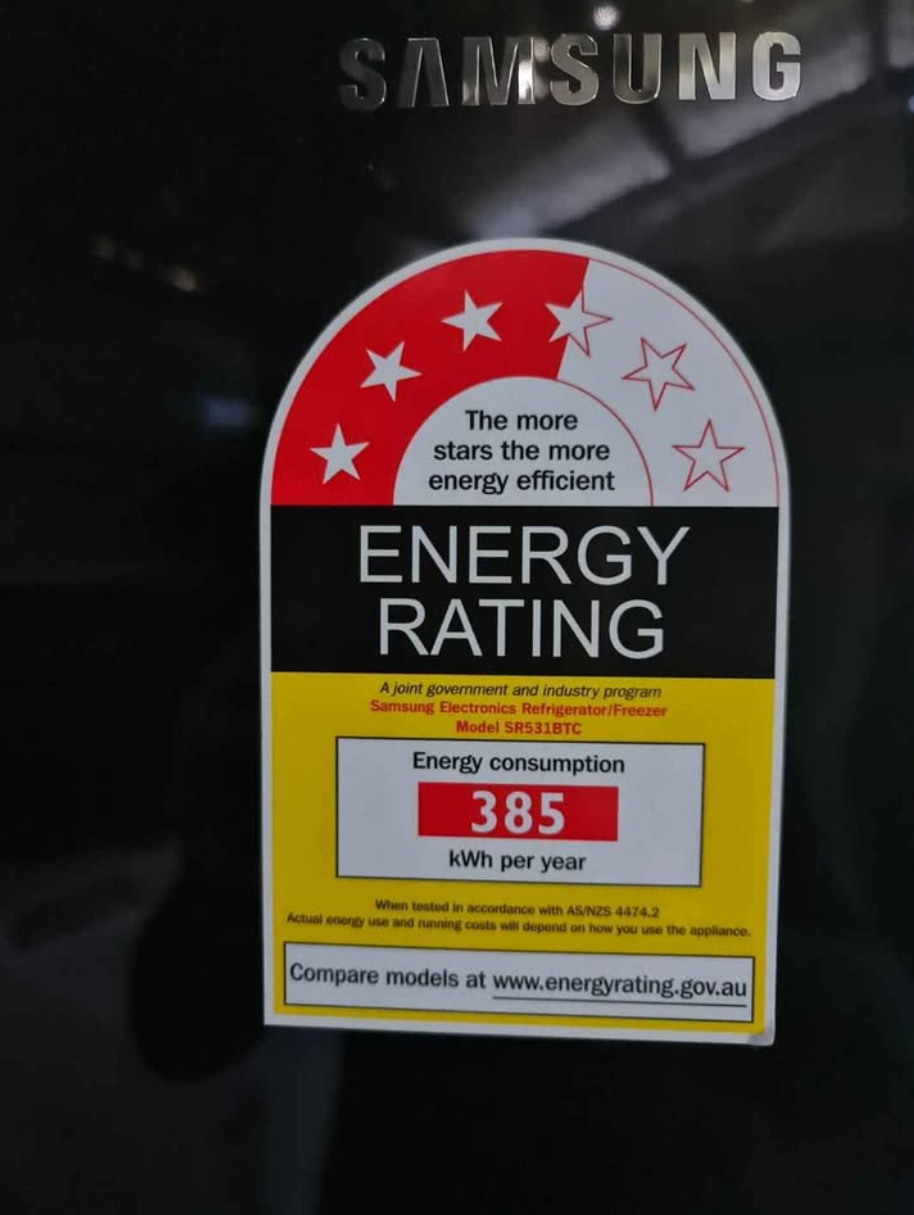 SAMSUNG
The more
stars the more
energy efficient
ENERGY
RATING
A joint government and industry program
Samsung Electronics Refrigerator/Freezer
Model SR531BTC
Energy consumption
385
kWh per year
When tested in accordance with AS/NZS 4474.2
Actual energy use and running costs will depend on how you use the appliance.
Compare models at www.energyrating.gov.au